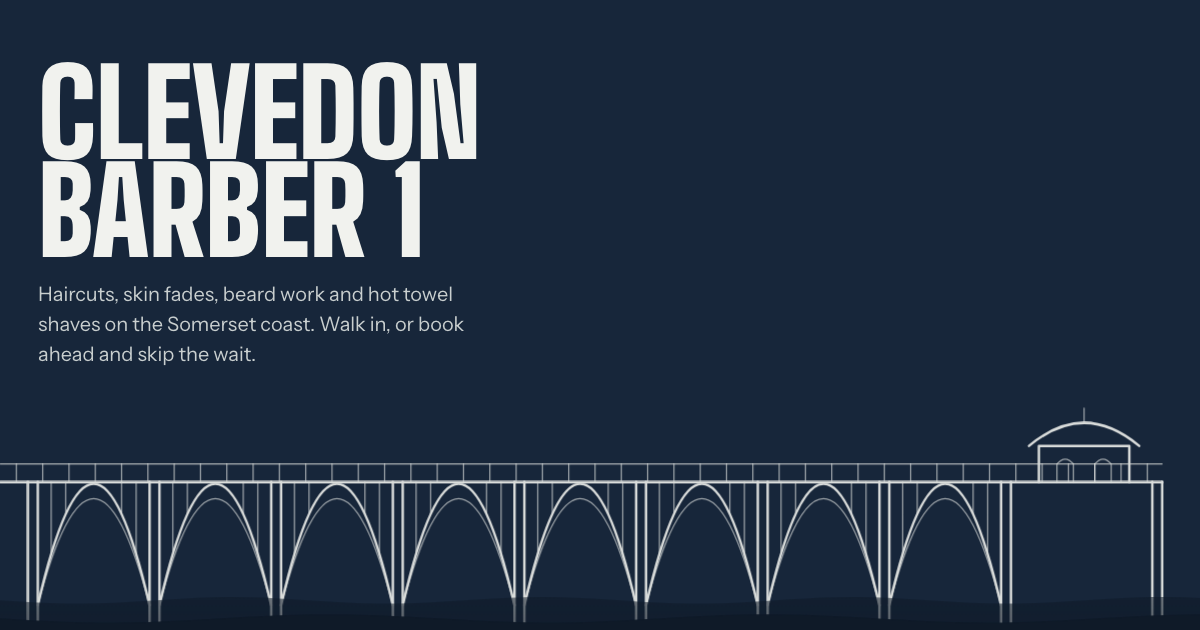 CLEVEDON
BARBER 1
Haircuts, skin fades, beard work and hot towel
shaves on the Somerset coast. Walk in, or book
ahead and skip the wait.